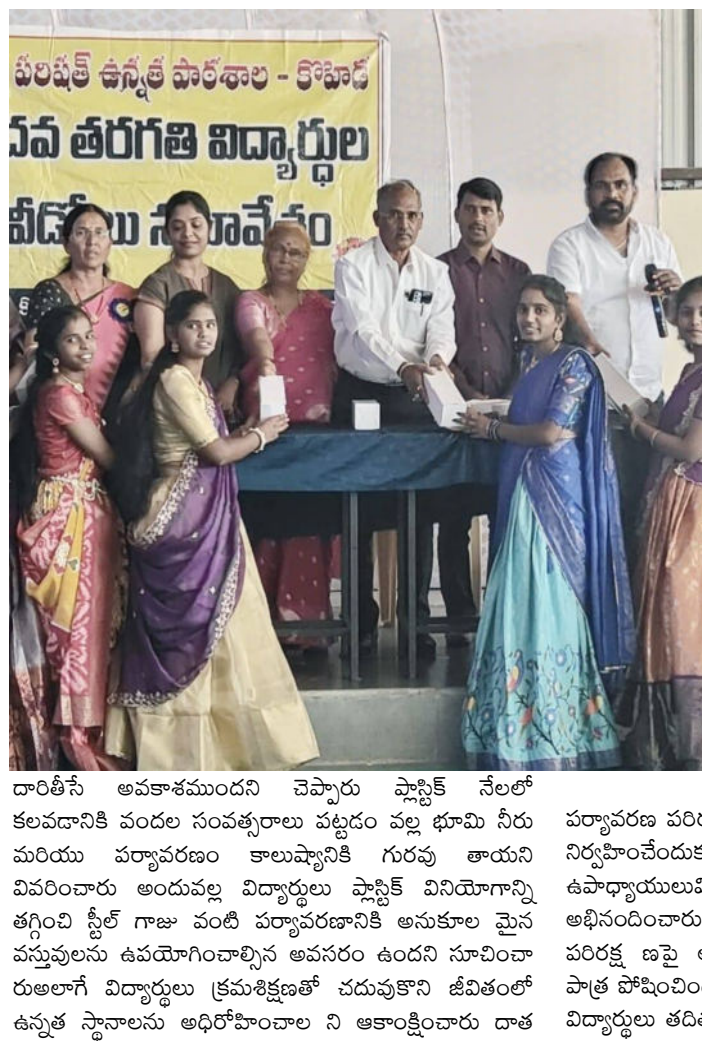 పరిషత్ ఉన్నత పాఠశాల - కోహెడ
తరగతి విద్యార్థుల
దారితీసే అవకాశముందని చెప్పారు ప్లాస్టిక్ నేలలో
కలవడానికి వందల సంవత్సరాలు పట్టడం వల్ల భూమి నీరు
మరియు పర్యావరణం కాలుష్యానికి గురవు తాయని
వివరించారు అందువల్ల విద్యార్థులు ప్లాస్టిక్ వినియోగాన్ని
తగ్గించి స్టీల్ గాజు వంటి పర్యావరణానికి అనుకూల మైన
వస్తువులను ఉపయోగించాల్సిన అవసరం ఉందని సూచించా
రుఅలాగే విద్యార్థులు క్రమశిక్షణతో చదువుకొని జీవితంలో
ఉన్నత స్థానాలను అధిరోహించాల ని ఆకాంక్షించారు దాత
పర్యావరణ
నిర్వహించేందుక
ఉపాధ్యాయులువి
అభినందించారు
పరిరక్ష ణపై
పాత్ర పోషించిం
విద్యార్థులు తదిత